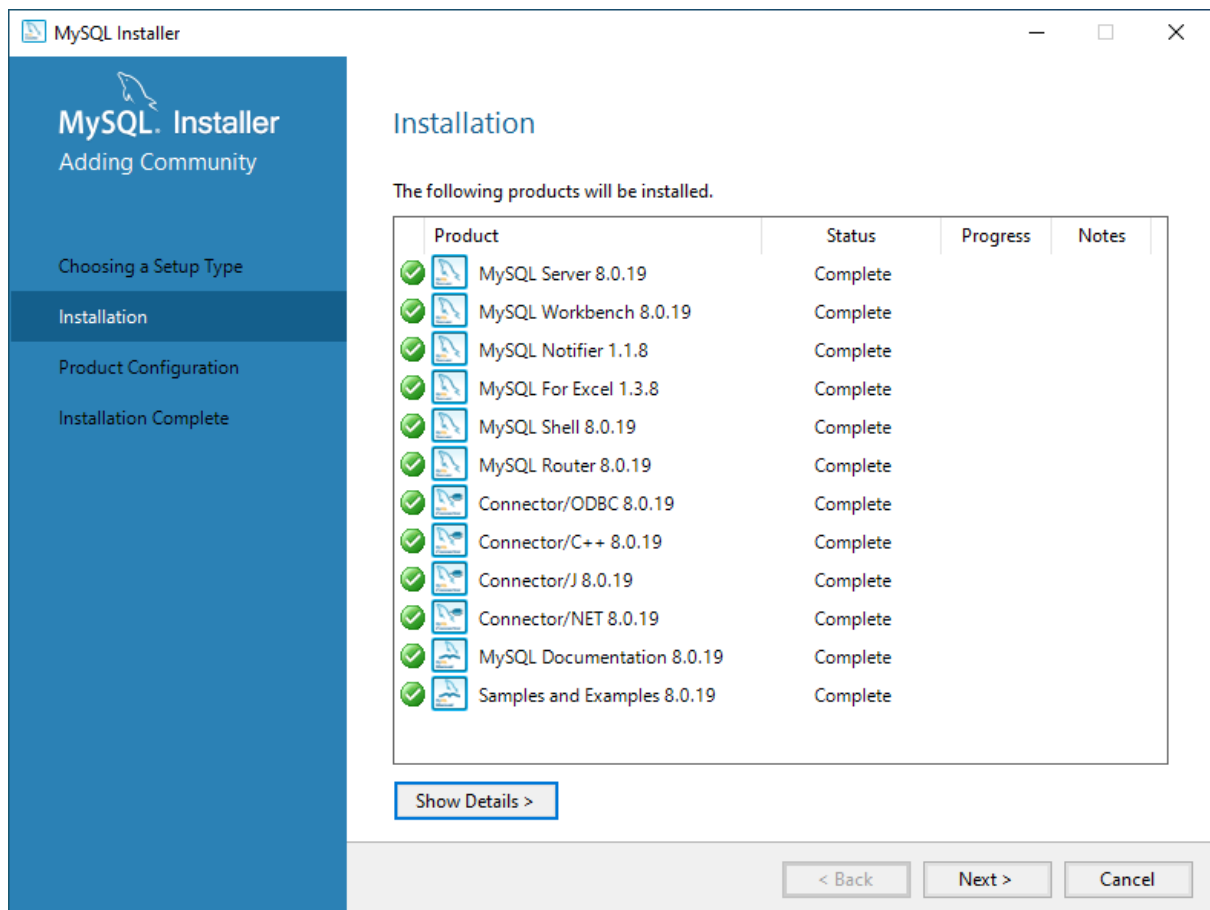 MySQL Installer
MySQL. Installer
Adding Community
Choosing a Setup Type
Installation
Product Configuration
Installation Complete
Installation
The following products will be installed.
Product Status Progress Notes
MySQL Server 8.0.19 Complete
MySQL Workbench 8.0.19 Complete
MySQL Notifier 1.1.8 Complete
MySQL For Excel 1.3.8 Complete
MySQL Shell 8.0.19 Complete
MySQL Router 8.0.19 Complete
Connector/ODBC 8.0.19 Complete
Connector/C++ 8.0.19 Complete
Connector/J 8.0.19 Complete
Connector/NET 8.0.19 Complete
MySQL Documentation 8.0.19 Complete
Samples and Examples 8.0.19 Complete
Show Details >
< Back Next > Cancel